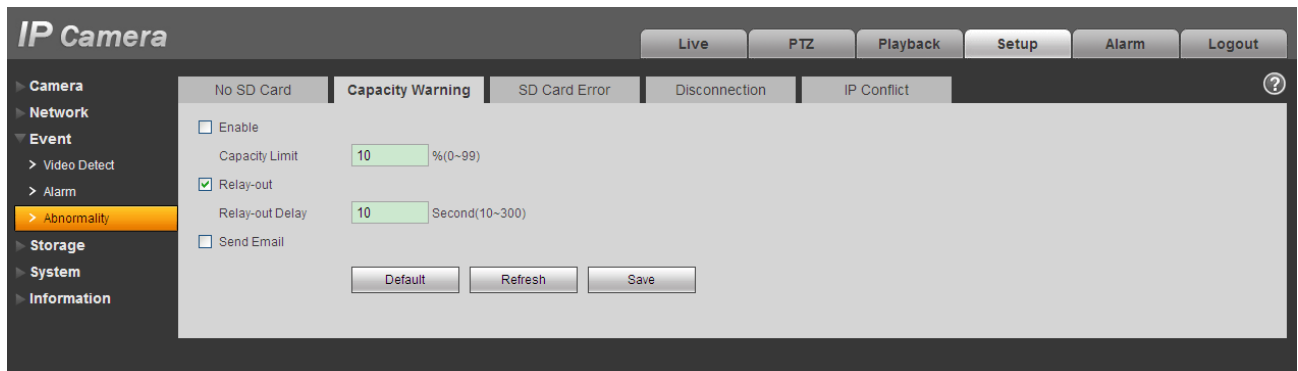 IP Camera
Live PTZ Playback Setup Alarm Logout
Camera
Network
Event
> Video Detect
> Alarm
> Abnormality
Storage
System
Information
No SD Card Capacity Warning SD Card Error Disconnection IP Conflict
?
Enable
Capacity Limit 10 %(0~99)
Relay-out
Relay-out Delay 10 Second(10~300)
Send Email
Default Refresh Save